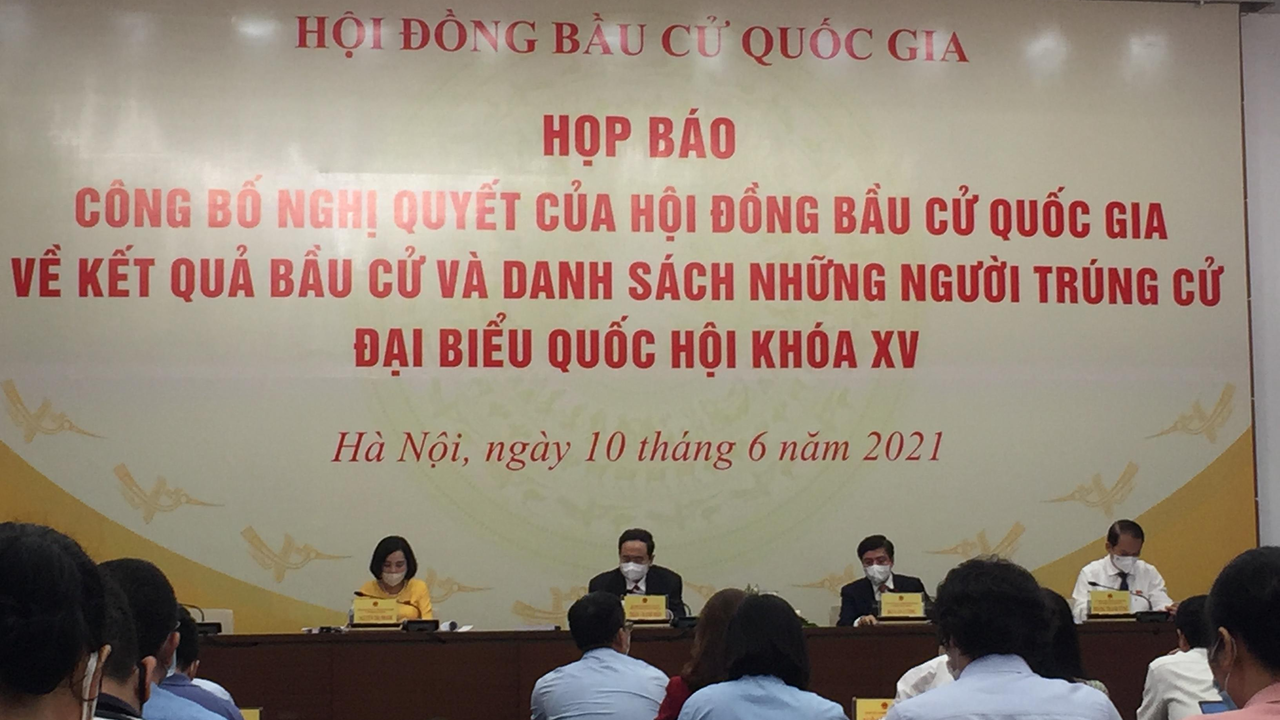 HỘI ĐỒNG BẦU CỬ QUỐC GIA
HỌP BÁO
CÔNG BỐ NGHỊ QUYẾT CỦA HỘI ĐỒNG BẦU CỬ QUỐC GIA
VỀ KẾT QUẢ BẦU CỬ VÀ DANH SÁCH NHỮNG NGƯỜI TRÚNG CỬ
ĐẠI BIỂU QUỐC HỘI KHÓA XV
Hà Nội, ngày 10 tháng 6 năm 2021